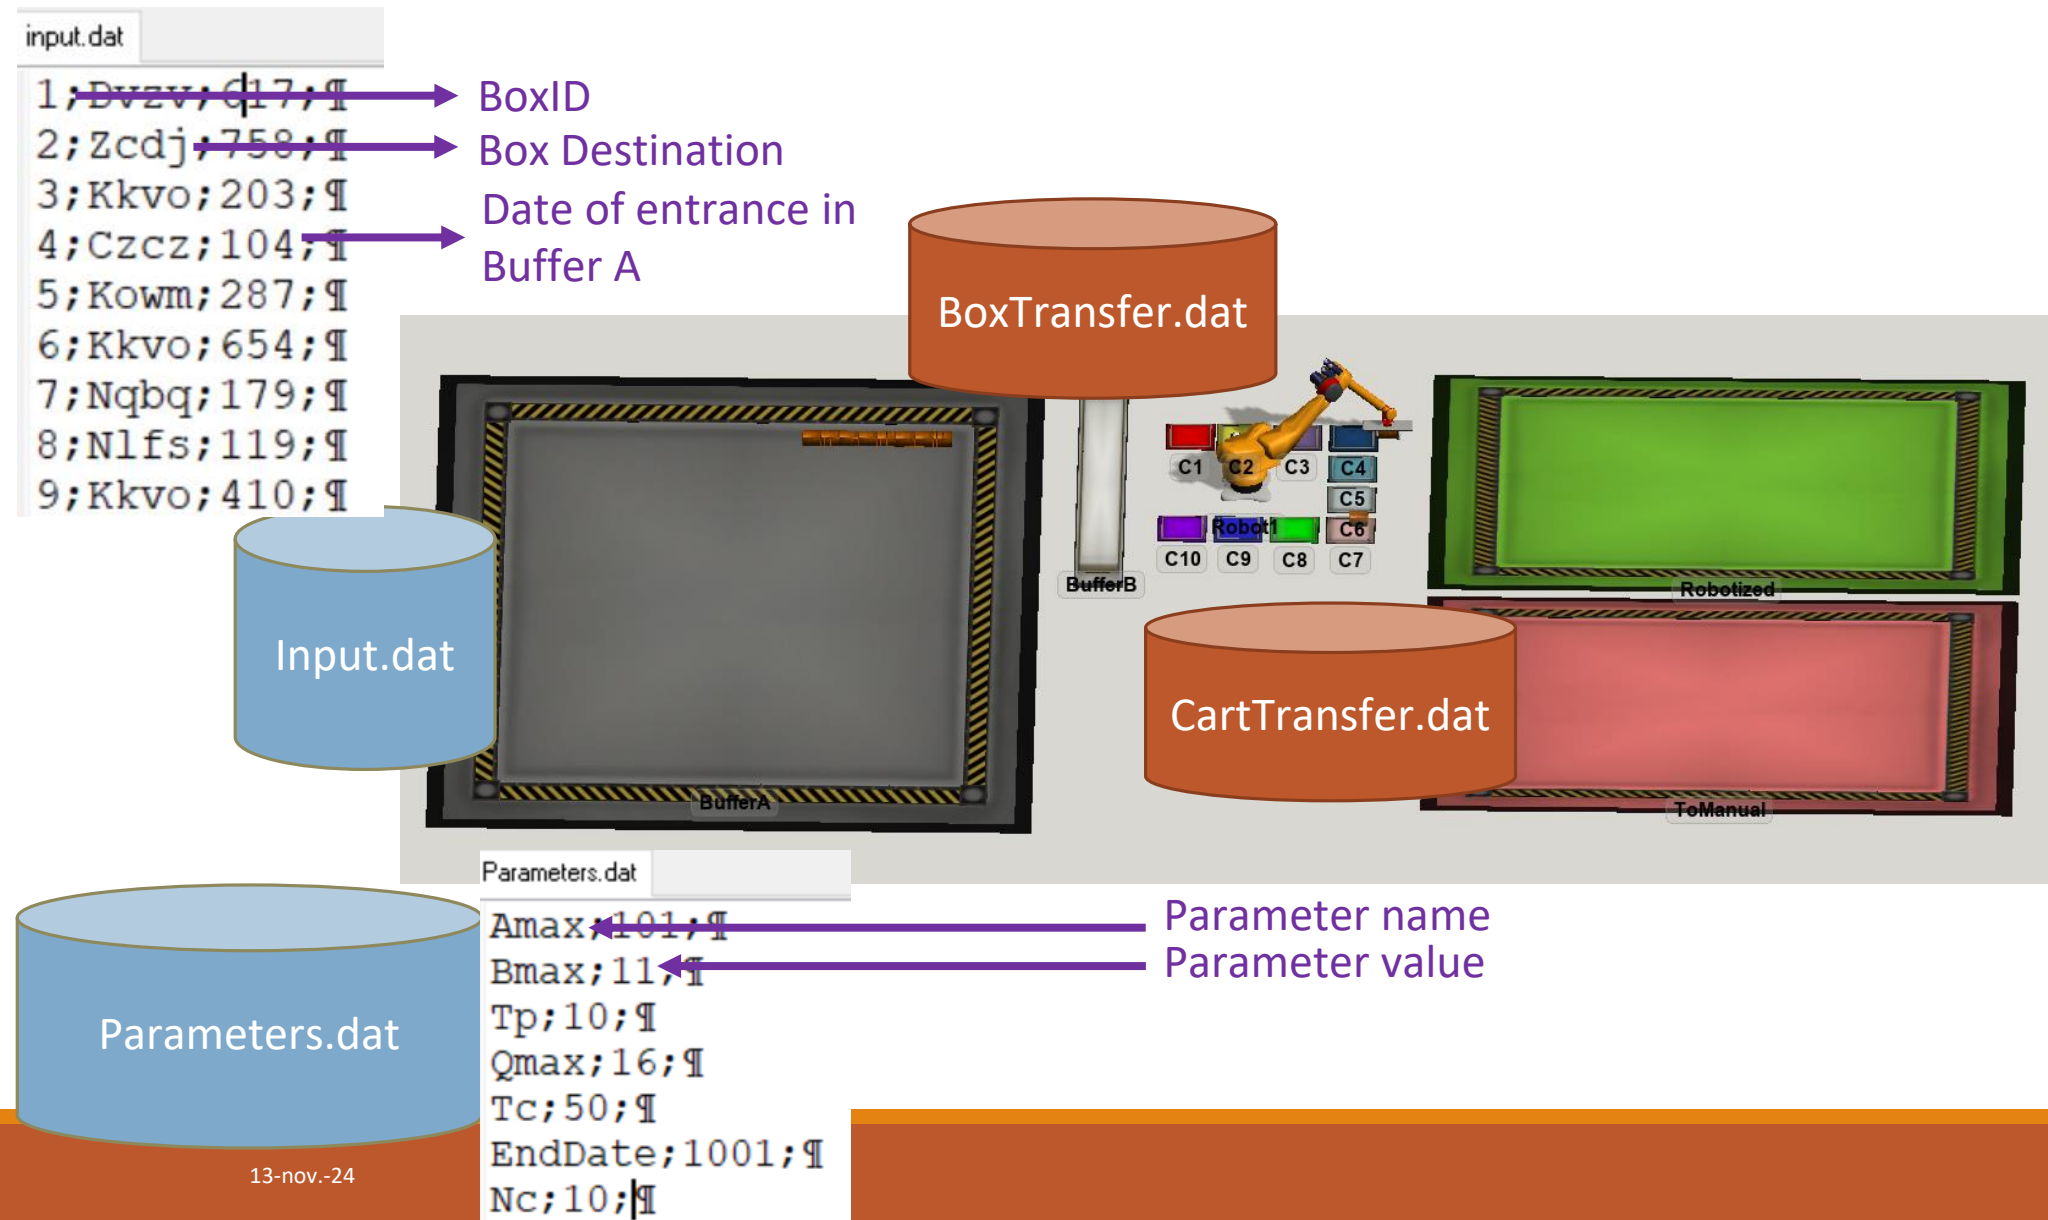 input.dat
1;Dvzv;617;¶
2;Zcdj;758;¶
3;Kkvo;203;¶
4;Czcz;104;¶
5;Kowm;287;¶
6;Kkvo;654;¶
7;Nqbq;179;¶
8;Nlfs;119;¶
9;Kkvo;410;¶
BoxID
Box Destination
Date of entrance in
Buffer A
BoxTransfer.dat
Input.dat
BufferA
BufferB
C1 C2 C3 C4
C5
C6
Robot1
C10 C9 C8 C7
Robotized
CartTransfer.dat
ToManual
Parameters.dat
Parameters.dat
Amax;101;¶
Bmax;11;¶
Tp;10;¶
Qmax;16;¶
Tc;50;¶
EndDate;1001;¶
Nc;10;¶
Parameter name
Parameter value
13-nov.-24